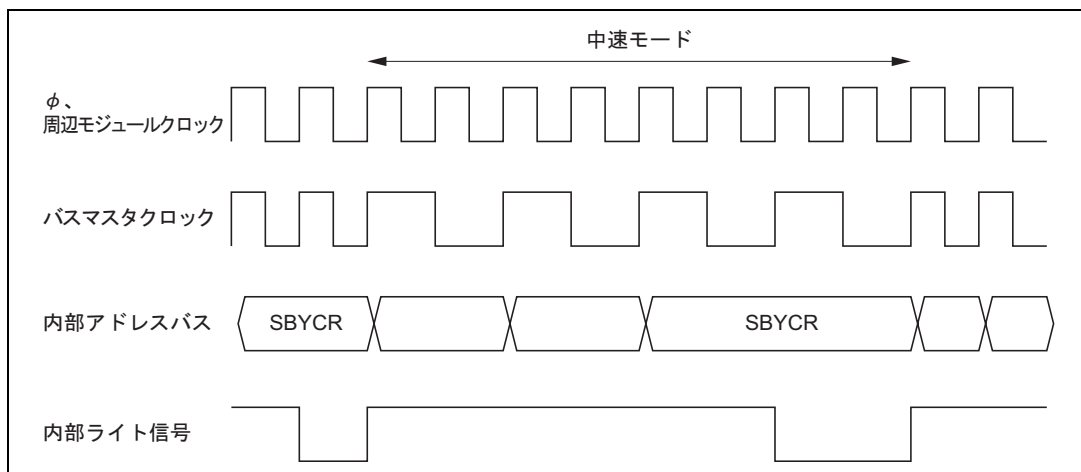 中速モード
φ、
周辺モジュールクロック
バスマスタクロック
内部アドレスバス
SBYCR
SBYCR
内部ライト信号